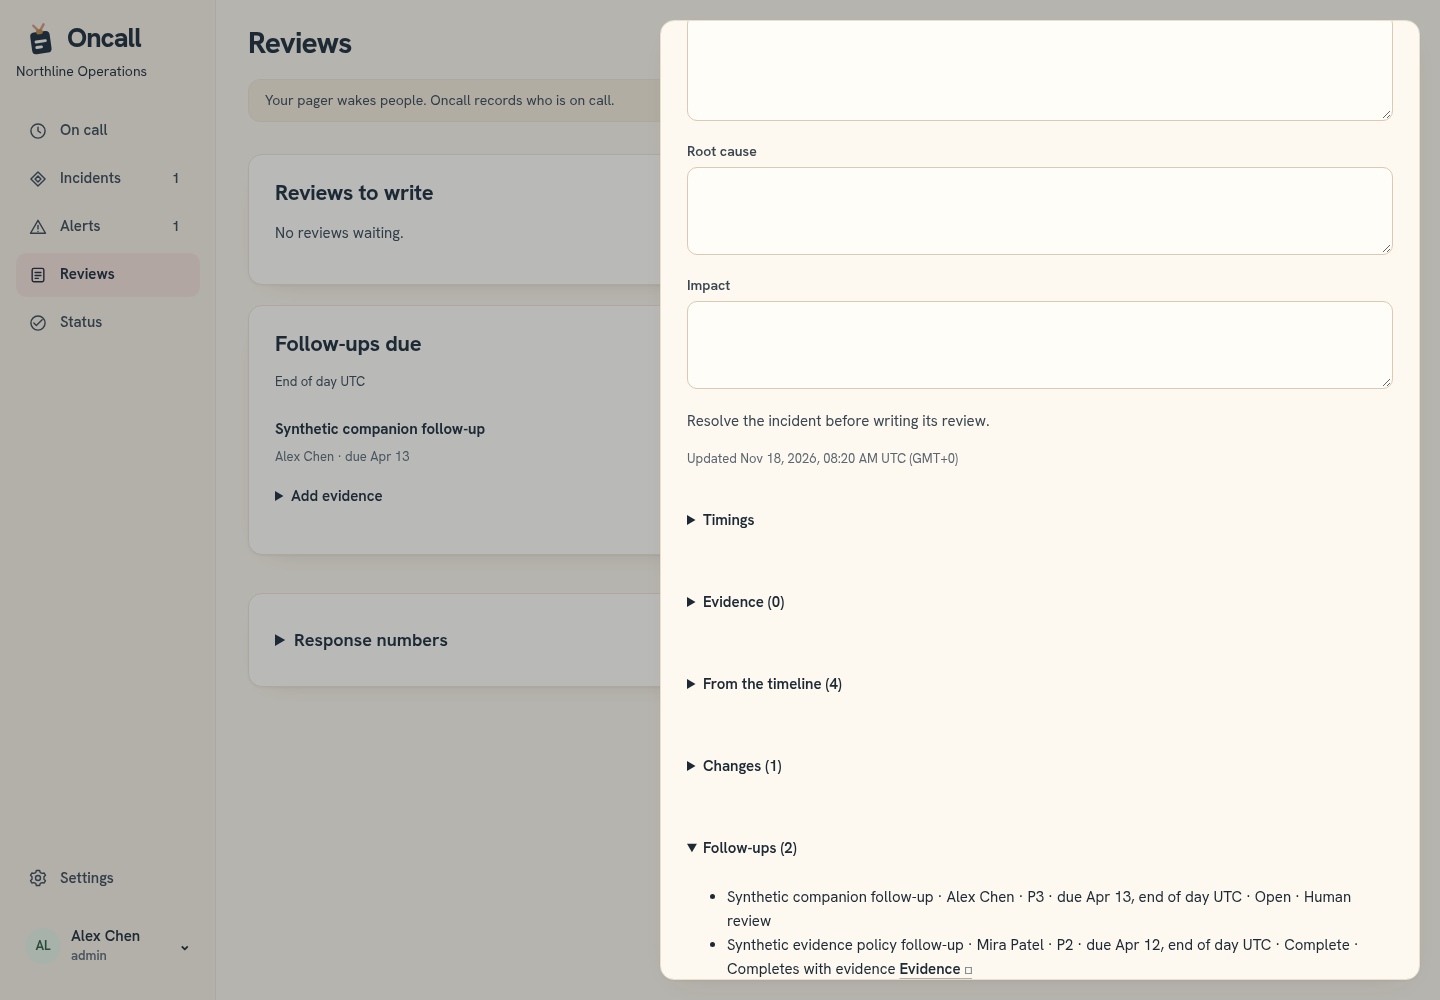 Oncall
Northline Operations
On call
Incidents 1
Alerts 1
Reviews
Status
Settings
AL
Alex Chen
admin
Reviews
Your pager wakes people. Oncall records who is on call.
Reviews to write
No reviews waiting.
Follow-ups due
End of day UTC
Synthetic companion follow-up
Alex Chen · due Apr 13
Add evidence
Response numbers
Root cause
Impact
Resolve the incident before writing its review.
Updated Nov 18, 2026, 08:20 AM UTC (GMT+0)
Timings
Evidence (0)
From the timeline (4)
Changes (1)
Follow-ups (2)
Synthetic companion follow-up · Alex Chen · P3 · due Apr 13, end of day UTC · Open · Human
review
Synthetic evidence policy follow-up · Mira Patel · P2 · due Apr 12, end of day UTC · Complete ·
Completes with evidence Evidence